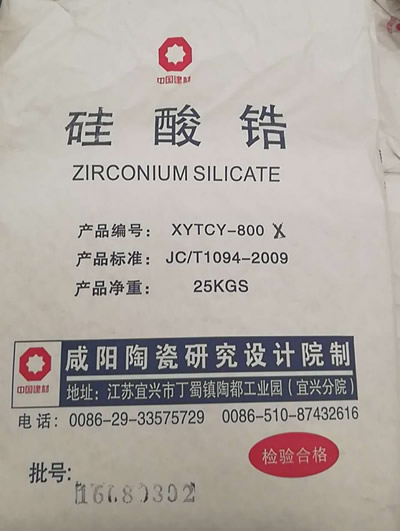 中国建材
硅酸锆
ZIRCONIUM SILICATE
产品编号: XYTCY-800 X
产品标准: JC/T1094-2009
产品净重: 25KGS
中国建材
咸阳陶瓷研究设计院制
地址: 江苏宜兴市丁蜀镇陶都工业园(宜兴分院)
电话: 0086-29-33575729 0086-510-87432616
检验合格
批号: 16080302